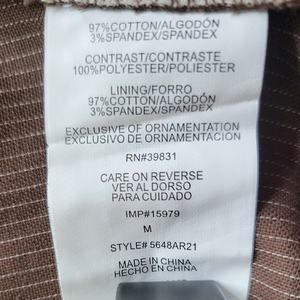 97%COTTON/ALGODÓN
3%SPANDEX/SPANDEX
CONTRAST/CONTRASTE
100%POLYESTER/POLIESTER
LINING/FORRO
97%COTTON/ALGODÓN
3%SPANDEX/SPANDEX
EXCLUSIVE OF ORNAMENTATION
EXCLUSIVO DE ORNAMENTACION
RN#39831
CARE ON REVERSE
VER AL DORSO
PARA CUIDADO
IMP#15979
M
STYLE# 5648AR21
MADE IN CHINA
HECHO EN CHINA